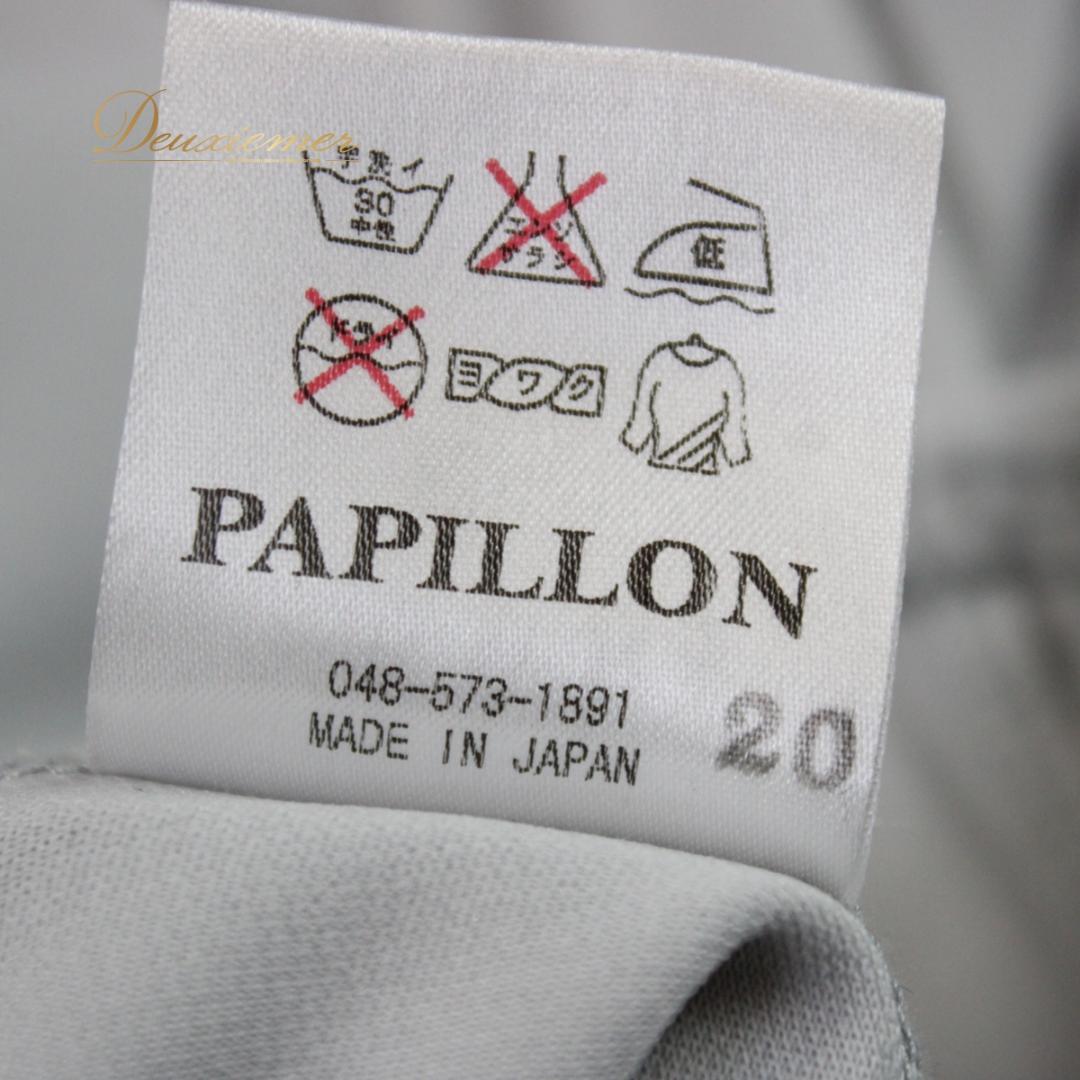 Deuxiemer
手洗イ
30
中性
エンソ
サラシ
低
ドライ
ヨワク
PAPILLON
048-573-1891
MADE IN JAPAN
20